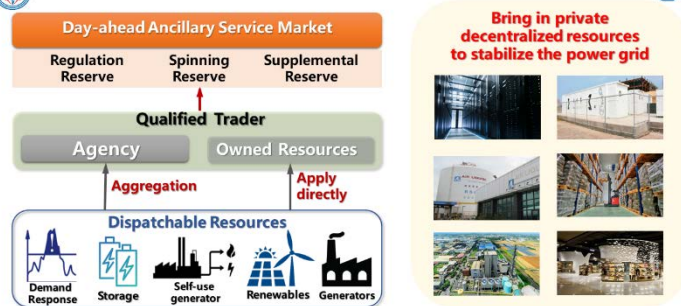 Day-ahead Ancillary Service Market
Regulation
Reserve
Spinning
Reserve
Supplemental
Reserve
Qualified Trader
Agency
Owned Resources
Aggregation
Apply
directly
Dispatchable Resources
Demand
Response
Storage
Self-use
generator
Renewables
Generators
Bring in private
decentralized resources
to stabilize the power grid